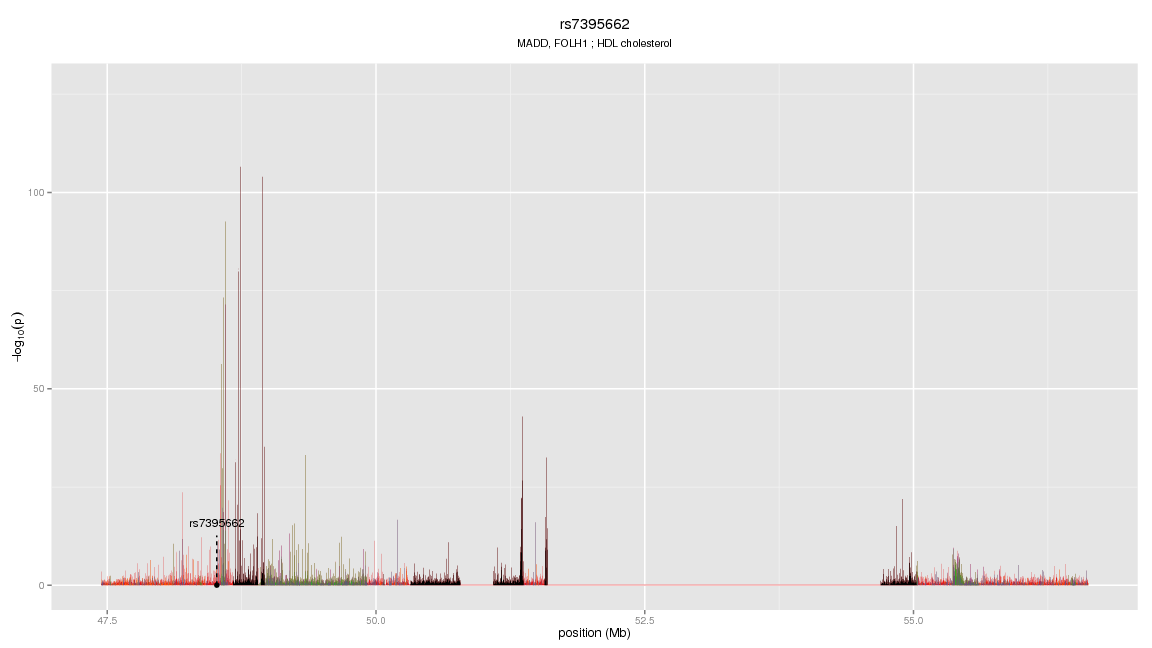 rs7395662
MADD, FOLH1 ; HDL cholesterol
−log10(p)
100
50
0
rs7395662
47.5 50.0 52.5 55.0
position (Mb)